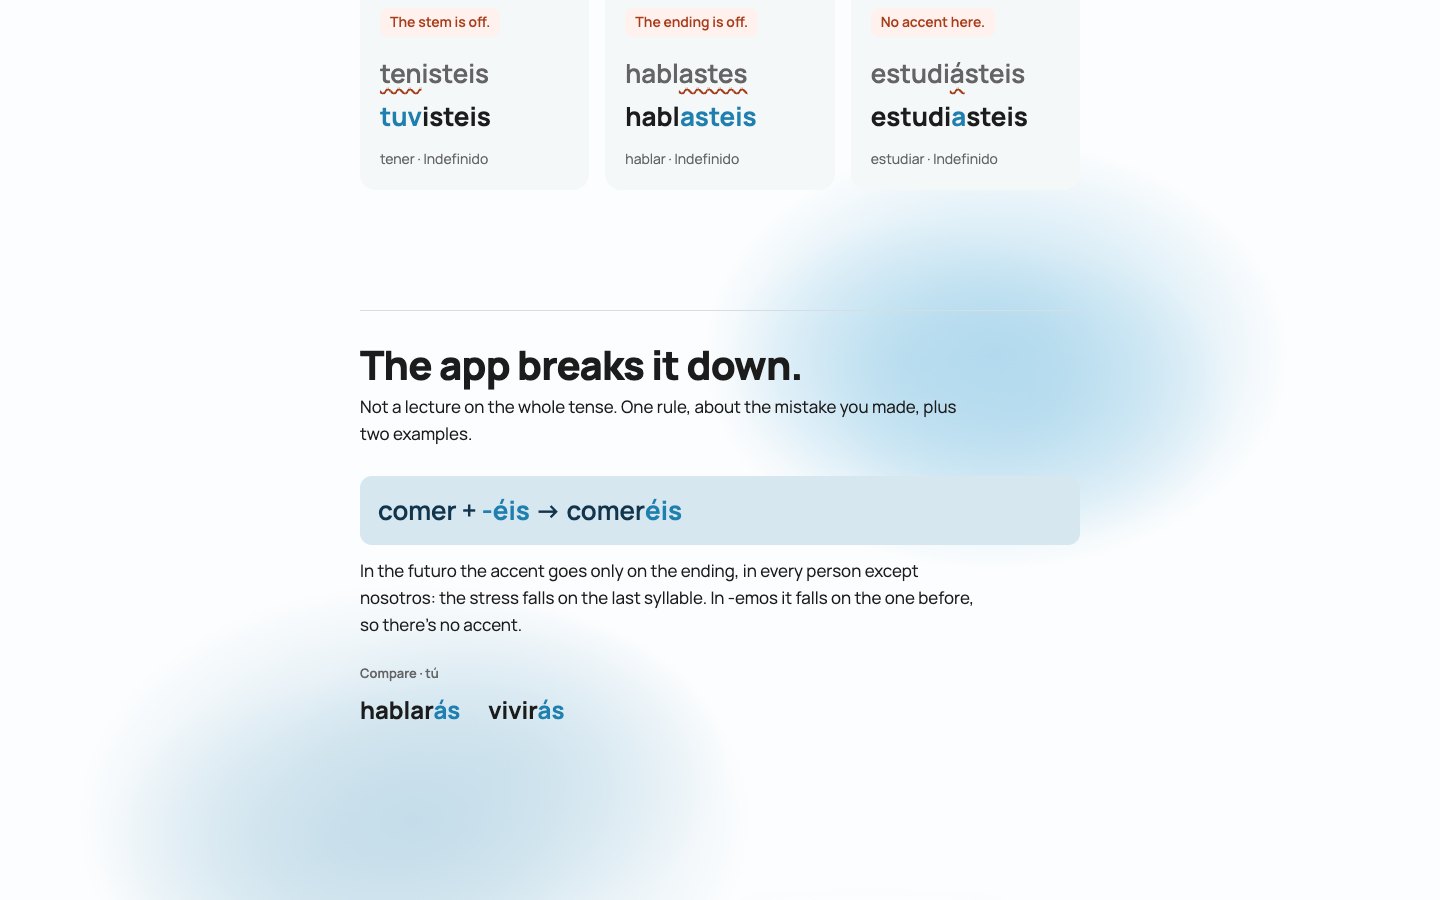 The stem is off.
tenisteis
tuvisteis
tener · Indefinido
The ending is off.
hablastes
hablasteis
hablar · Indefinido
No accent here.
estudiásteis
estudiasteis
estudiar · Indefinido
The app breaks it down.
Not a lecture on the whole tense. One rule, about the mistake you made, plus
two examples.
comer + -éis → comeréis
In the futuro the accent goes only on the ending, in every person except
nosotros: the stress falls on the last syllable. In -emos it falls on the one before,
so there's no accent.
Compare · tú
hablarás vivirás